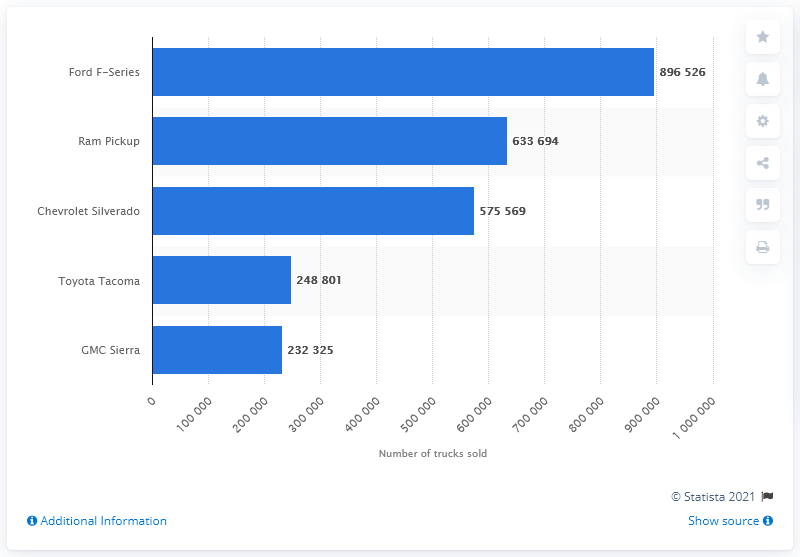 Ford F-Series
896 526
Ram Pickup
633 694
Chevrolet Silverado
575 569
Toyota Tacoma
248 801
GMC Sierra
232 325
0
100 000
200 000
300 000
400 000
500 000
600 000
700 000
800 000
900 000
1 000 000
Number of trucks sold
© Statista 2021
Additional Information
Show source